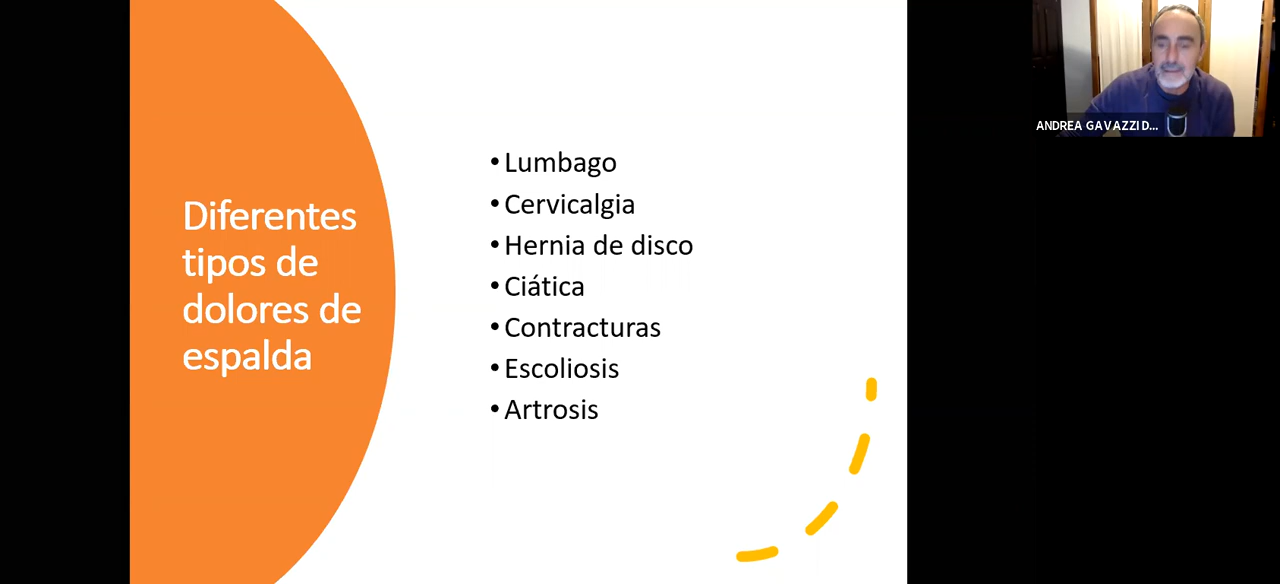 Diferentes
tipos de
dolores de
espalda
• Lumbago
• Cervicalgia
• Hernia de disco
• Ciática
• Contracturas
• Escoliosis
• Artrosis
ANDREA GAVAZZI D...